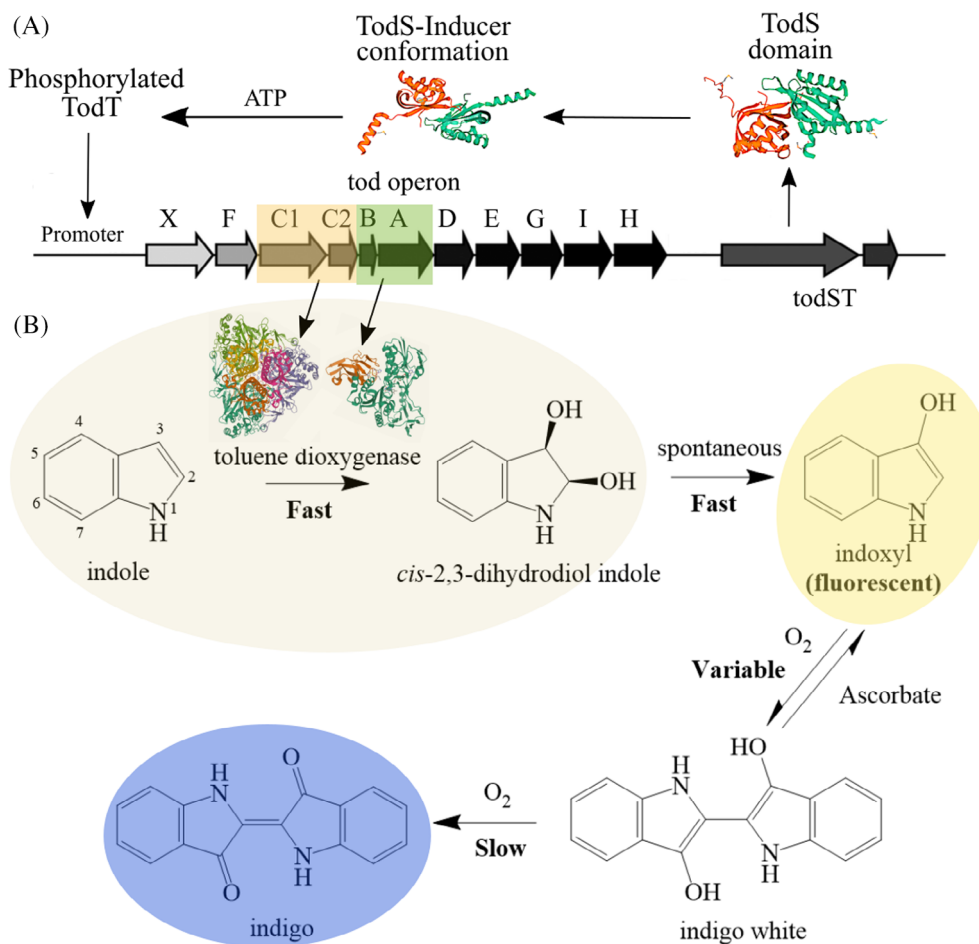 (A)
TodS-Inducer
conformation
TodS
domain
Phosphorylated
TodT
ATP
tod operon
Promoter
X F C1 C2 B A D E G I H
todST
(B)
4
3
5
2
6
1
7
N
H
indole
toluene dioxygenase
Fast
OH
OH
N
H
cis-2,3-dihydrodiol indole
spontaneous
Fast
OH
N
H
indoxyl
(fluorescent)
O2
Variable
Ascorbate
HO
H
N
N
H
OH
indigo white
O2
Slow
H
N
O
O
N
H
indigo